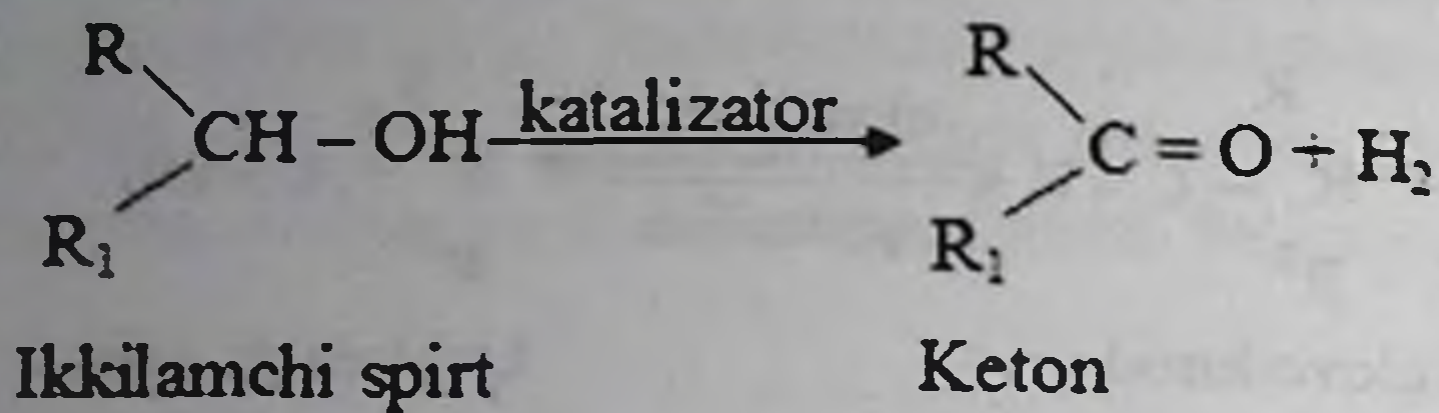 R R
CH – OH katalizator C = O + H₂
R₁ R₁
Ikkilamchi spirt Keton